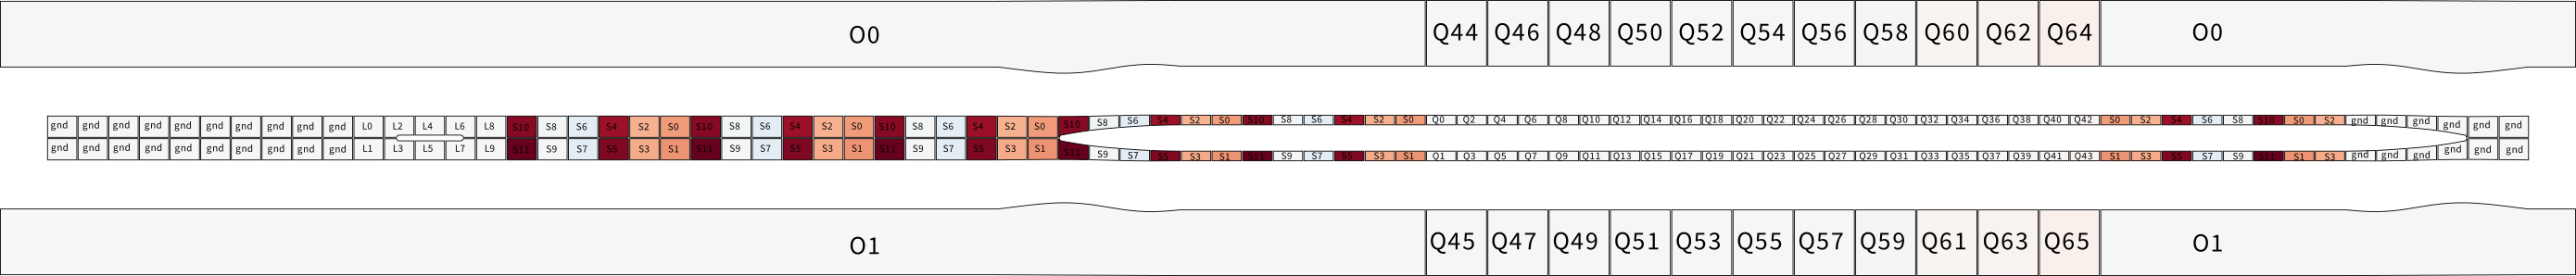 O0 Q44 Q46 Q48 Q50 Q52 Q54 Q56 Q58 Q60 Q62 Q64 O0
gnd gnd gnd gnd gnd gnd gnd gnd gnd gnd L0 L2 L4 L6 L8 S10 S8 S6 S4 S2 S0 S10 S8 S6 S4 S2 S0 S10 S8 S6 S4 S2 S0 S10 S8 S6 S4 S2 S0 S10 S8 S6 S4 S2 S0 Q0 Q2 Q4 Q6 Q8 Q10 Q12 Q14 Q16 Q18 Q20 Q22 Q24 Q26 Q28 Q30 Q32 Q34 Q36 Q38 Q40 Q42 S0 S2 S4 S6 S8 S10 S0 S2 gnd gnd gnd gnd gnd gnd
gnd gnd gnd gnd gnd gnd gnd gnd gnd gnd L1 L3 L5 L7 L9 S11 S9 S7 S5 S3 S1 S11 S9 S7 S5 S3 S1 S11 S9 S7 S5 S3 S1 S11 S9 S7 S5 S3 S1 S11 S9 S7 S5 S3 S1 Q1 Q3 Q5 Q7 Q9 Q11 Q13 Q15 Q17 Q19 Q21 Q23 Q25 Q27 Q29 Q31 Q33 Q35 Q37 Q39 Q41 Q43 S1 S3 S5 S7 S9 S11 S1 S3 gnd gnd gnd gnd gnd gnd
O1 Q45 Q47 Q49 Q51 Q53 Q55 Q57 Q59 Q61 Q63 Q65 O1